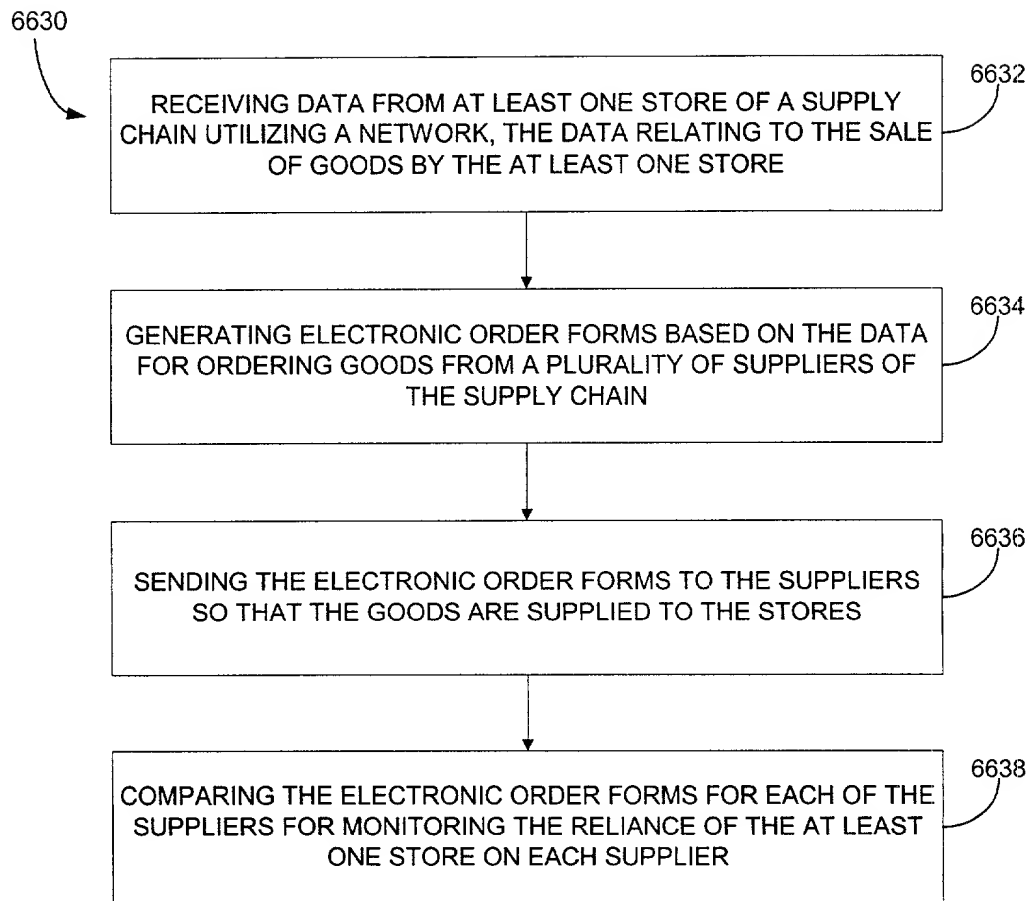 6630
6632
RECEIVING DATA FROM AT LEAST ONE STORE OF A SUPPLY
CHAIN UTILIZING A NETWORK, THE DATA RELATING TO THE SALE
OF GOODS BY THE AT LEAST ONE STORE
6634
GENERATING ELECTRONIC ORDER FORMS BASED ON THE DATA
FOR ORDERING GOODS FROM A PLURALITY OF SUPPLIERS OF
THE SUPPLY CHAIN
6636
SENDING THE ELECTRONIC ORDER FORMS TO THE SUPPLIERS
SO THAT THE GOODS ARE SUPPLIED TO THE STORES
6638
COMPARING THE ELECTRONIC ORDER FORMS FOR EACH OF THE
SUPPLIERS FOR MONITORING THE RELIANCE OF THE AT LEAST
ONE STORE ON EACH SUPPLIER